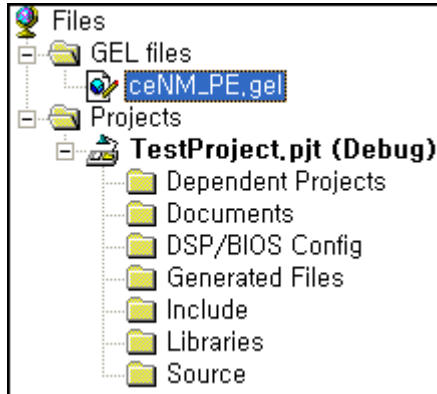 Files
GEL files
ceNM_PE.gel
Projects
TestProject.pjt (Debug)
Dependent Projects
Documents
DSP/BIOS Config
Generated Files
Include
Libraries
Source